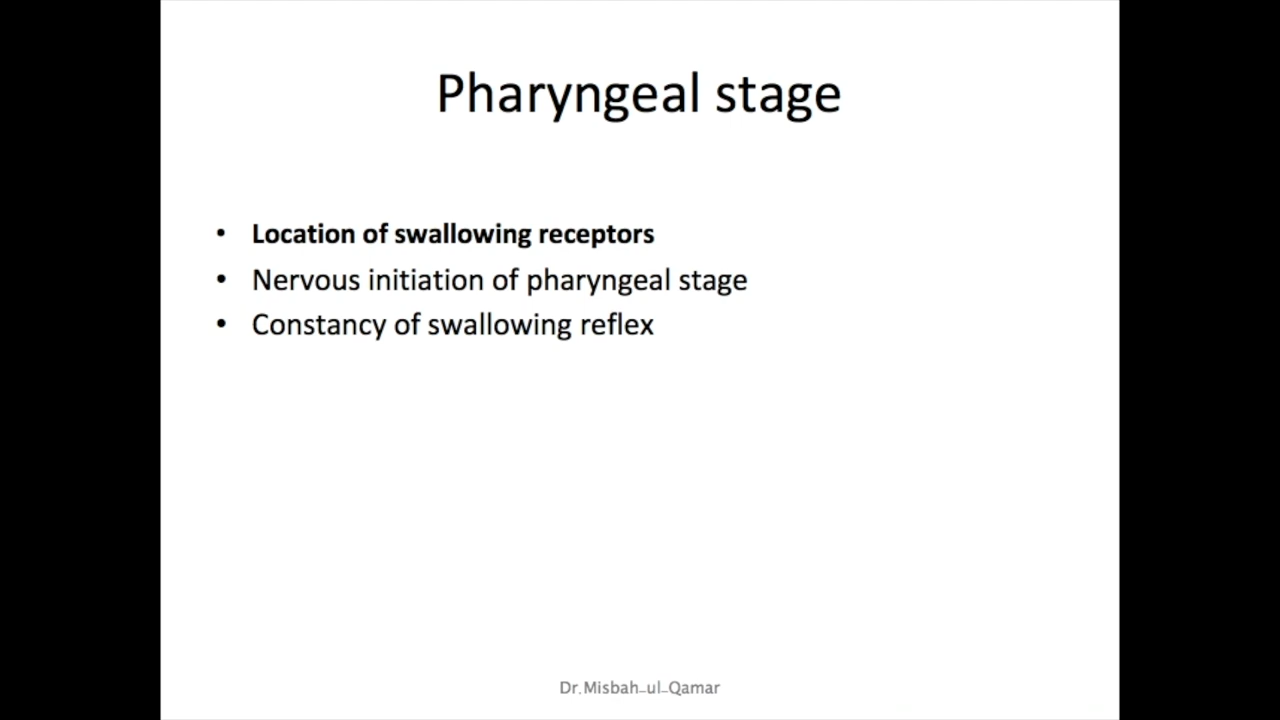 Pharyngeal stage
• Location of swallowing receptors
• Nervous initiation of pharyngeal stage
• Constancy of swallowing reflex
Dr.Misbah-ul-Qamar